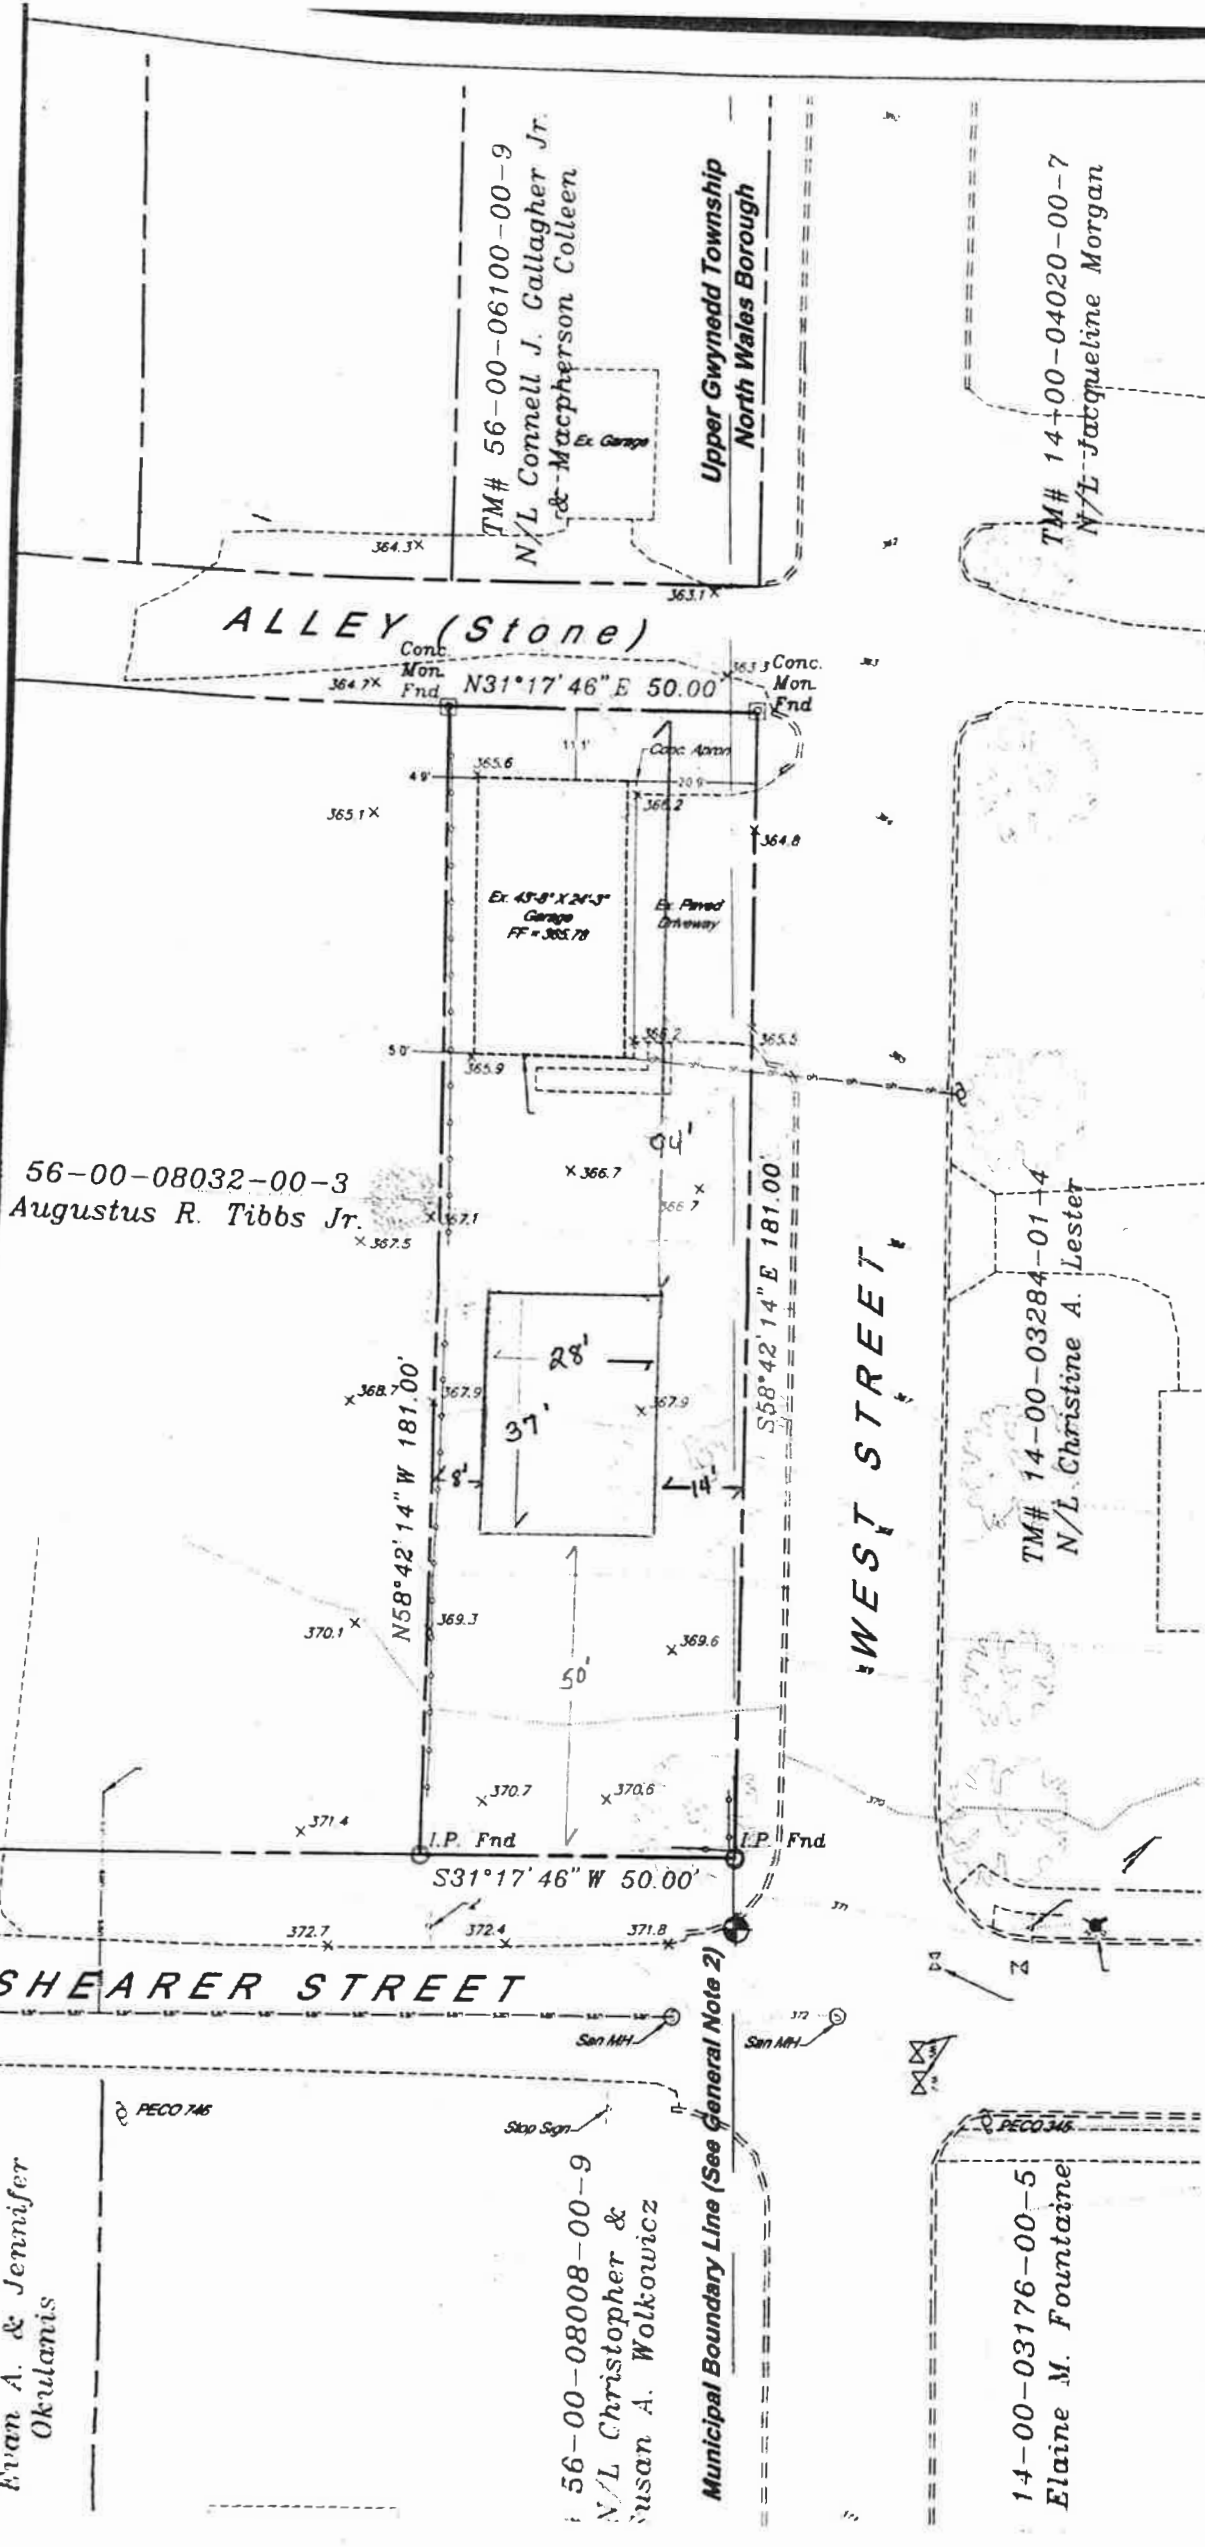 TM# 56-00-06100-00-9
N/L Connell J. Gallagher Jr.
& Macpherson Colleen
Ex. Garage
Upper Gwynedd Township
North Wales Borough
TM# 14-00-04020-00-7
N/L Jacqueline Morgan
362
364.3
363.1
ALLEY (Stone)
Conc.
Mon.
Fnd
364.7
N31°17'46"E 50.00'
363.3
Conc.
Mon.
Fnd
363
11.1'
Conc. Apron
4.9'
365.6
20.9'
366.2
365.1
364.8
Ex. 43'-8" X 24'-3"
Garage
FF = 365.78
Ex. Paved
Driveway
366.2
365.5
5.0'
365.9
94'
366.7
366.7
56-00-08032-00-3
Augustus R. Tibbs Jr.
367.1
367.5
S58°42'14"E 181.00'
WEST STREET
TM# 14-00-03284-01-4
N/L Christine A. Lester
28'
37'
368.7
367.9
367.9
N58°42'14"W 181.00'
8'
14'
370.1
369.3
369.6
50'
370.7
370.6
370
371.4
I.P. Fnd
I.P. Fnd
S31°17'46"W 50.00'
371
372.7
372.4
371.8
SHEARER STREET
San MH
372
San MH
PECO 746
Stop Sign
PECO 345
Evan A. & Jennifer
Okulanis
56-00-08008-00-9
N/L Christopher &
Susan A. Wolkowicz
Municipal Boundary Line (See General Note 2)
14-00-03176-00-5
Elaine M. Fountaine